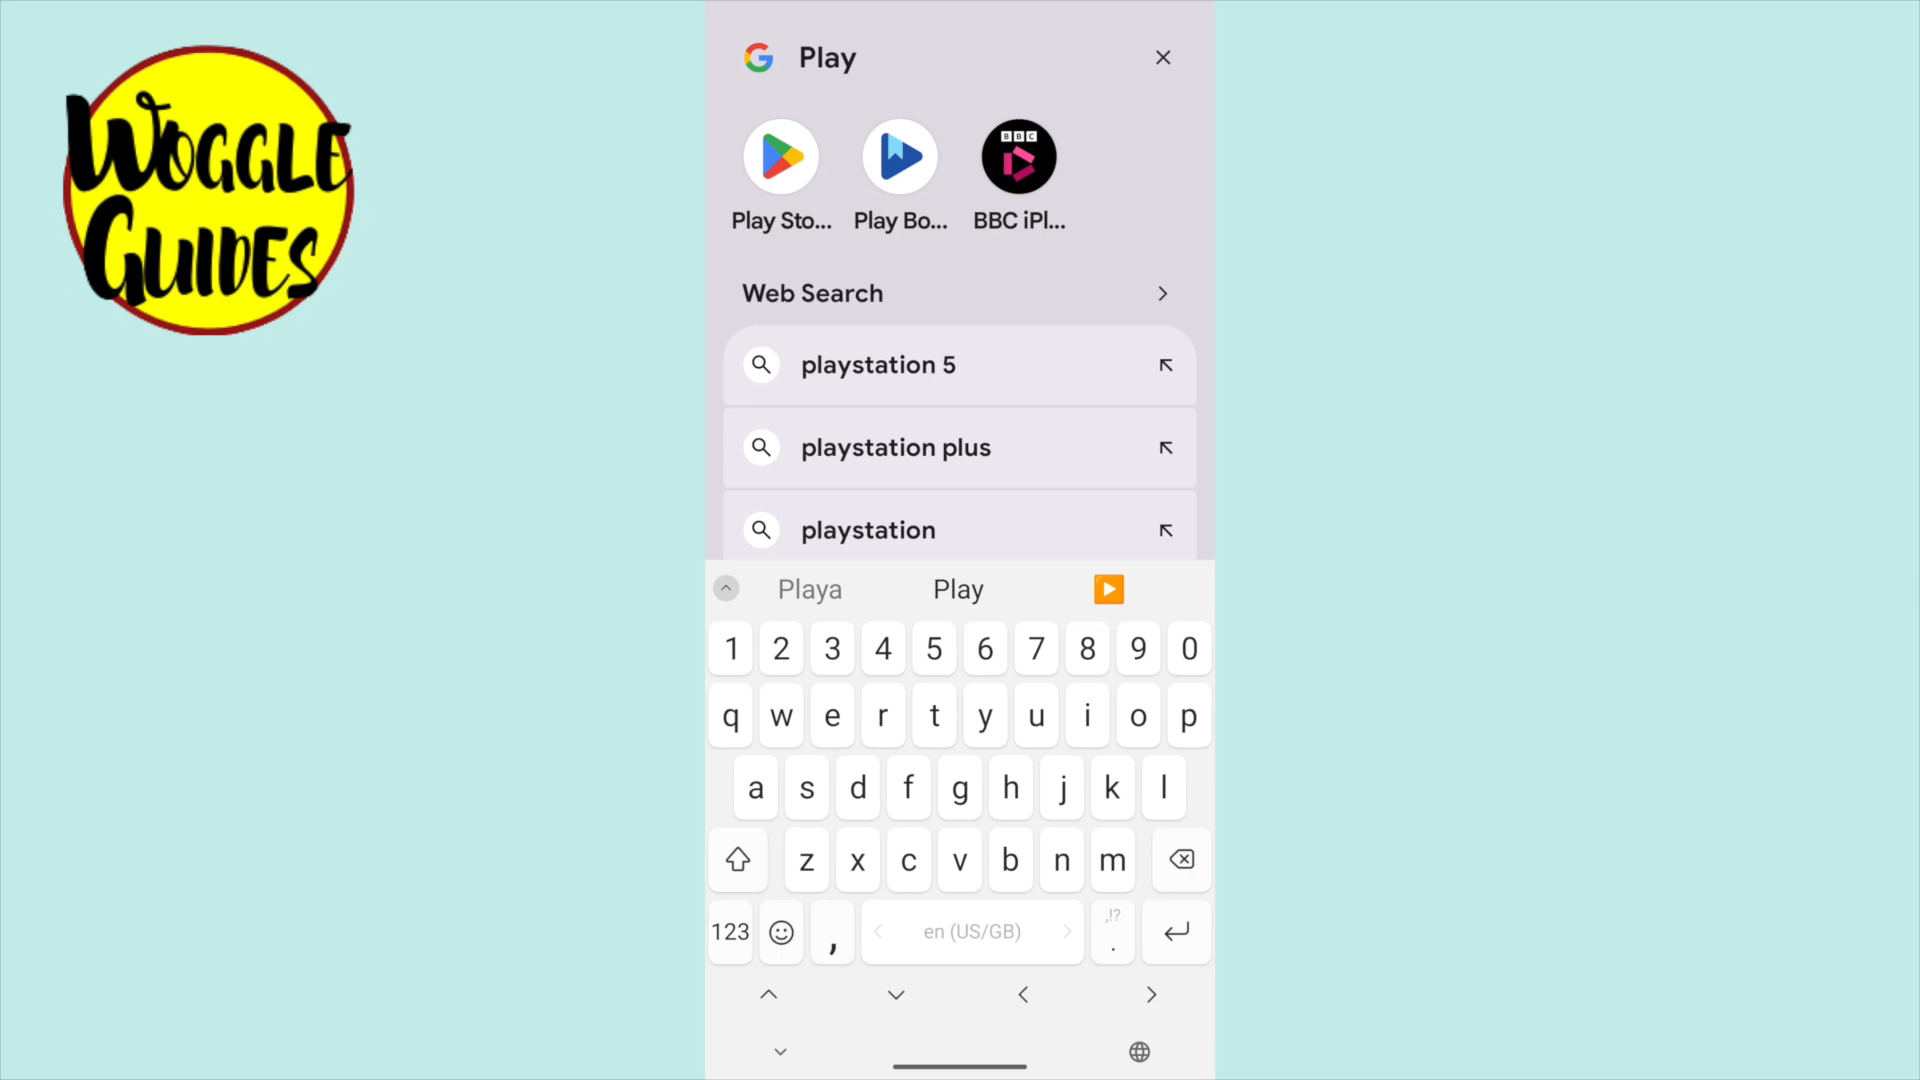 WOGGLE
GUIDES
Play
BBC
Play Sto... Play Bo... BBC iPl...
Web Search
playstation 5
playstation plus
playstation
Playa Play
1 2 3 4 5 6 7 8 9 0
q w e r t y u i o p
a s d f g h j k l
z x c v b n m
123 , en (US/GB) ,!? .